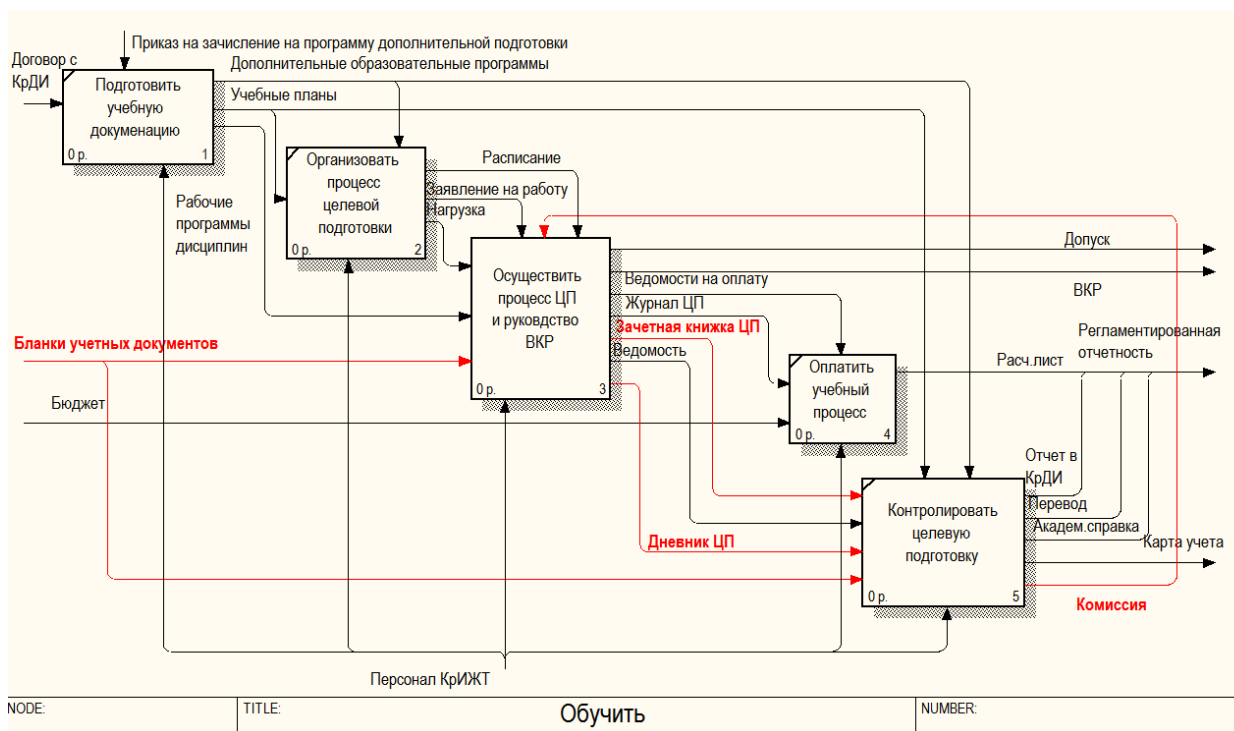 Приказ на зачисление на программу дополнительной подготовки
Договор с
КрДИ
Дополнительные образовательные программы
Подготовить
учебную
докуменацию
0 р.
1
Учебные планы
Рабочие
программы
дисциплин
Организовать
процесс
целевой
подготовки
0 р.
2
Расписание
Заявление на работу
Нагрузка
Осуществить
процесс ЦП
и руковдство
ВКР
0 р.
3
Допуск
ВКР
Ведомости на оплату
Журнал ЦП
Зачетная книжка ЦП
Ведомость
Регламентированная
отчетность
Расч.лист
Бланки учетных документов
Бюджет
Оплатить
учебный
процесс
0 р.
4
Отчет в
КрДИ
Перевод
Академ.справка
Карта учета
Контролировать
целевую
подготовку
0 р.
5
Дневник ЦП
Комиссия
Персонал КрИЖТ
NODE:
TITLE:
Обучить
NUMBER: